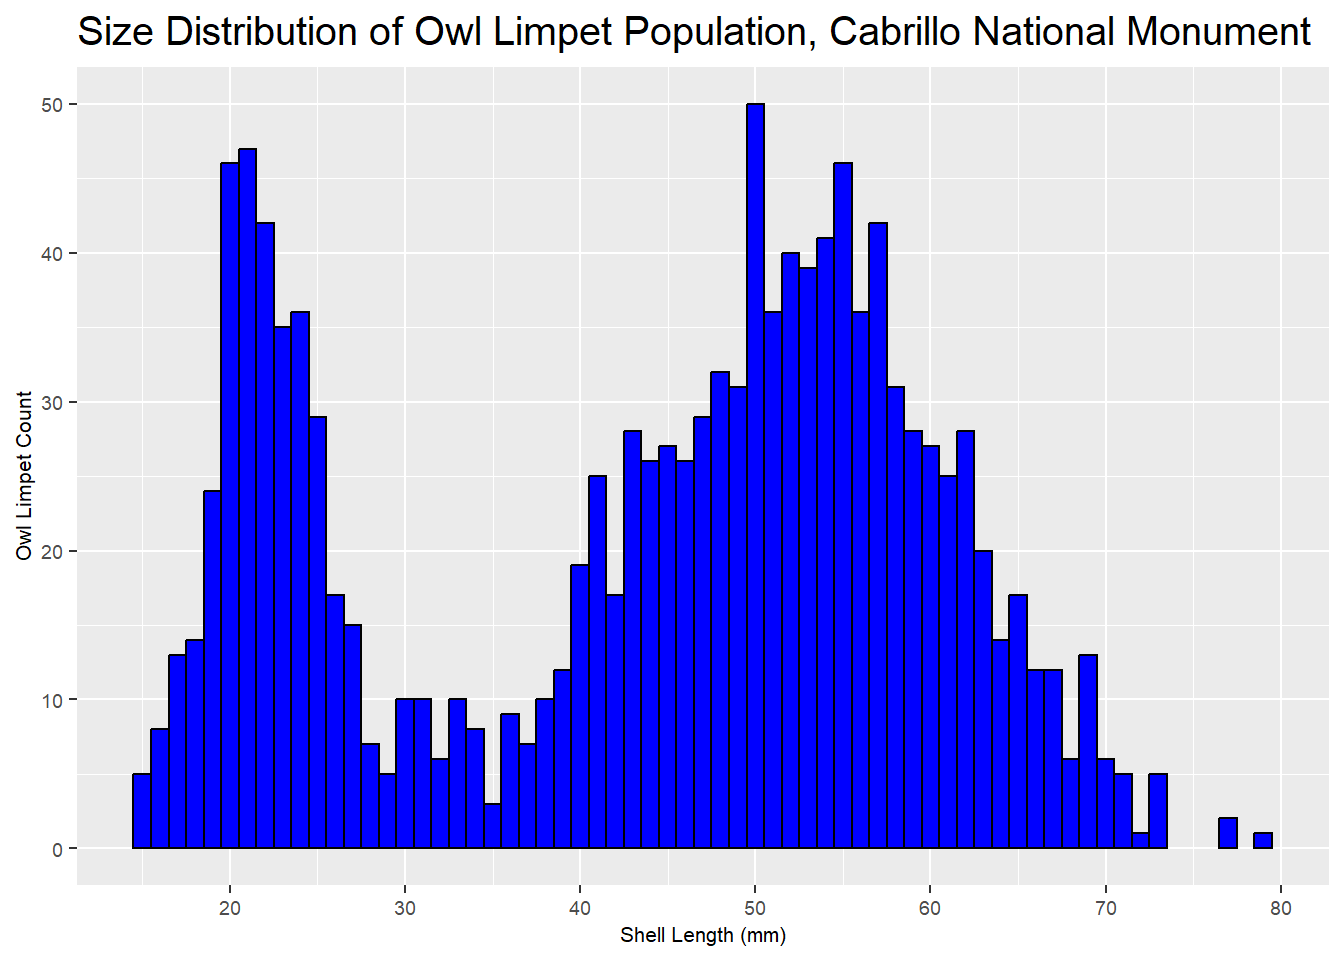 Size Distribution of Owl Limpet Population, Cabrillo National Monument
50
40
30
20
10
0
Owl Limpet Count
20 30 40 50 60 70 80
Shell Length (mm)